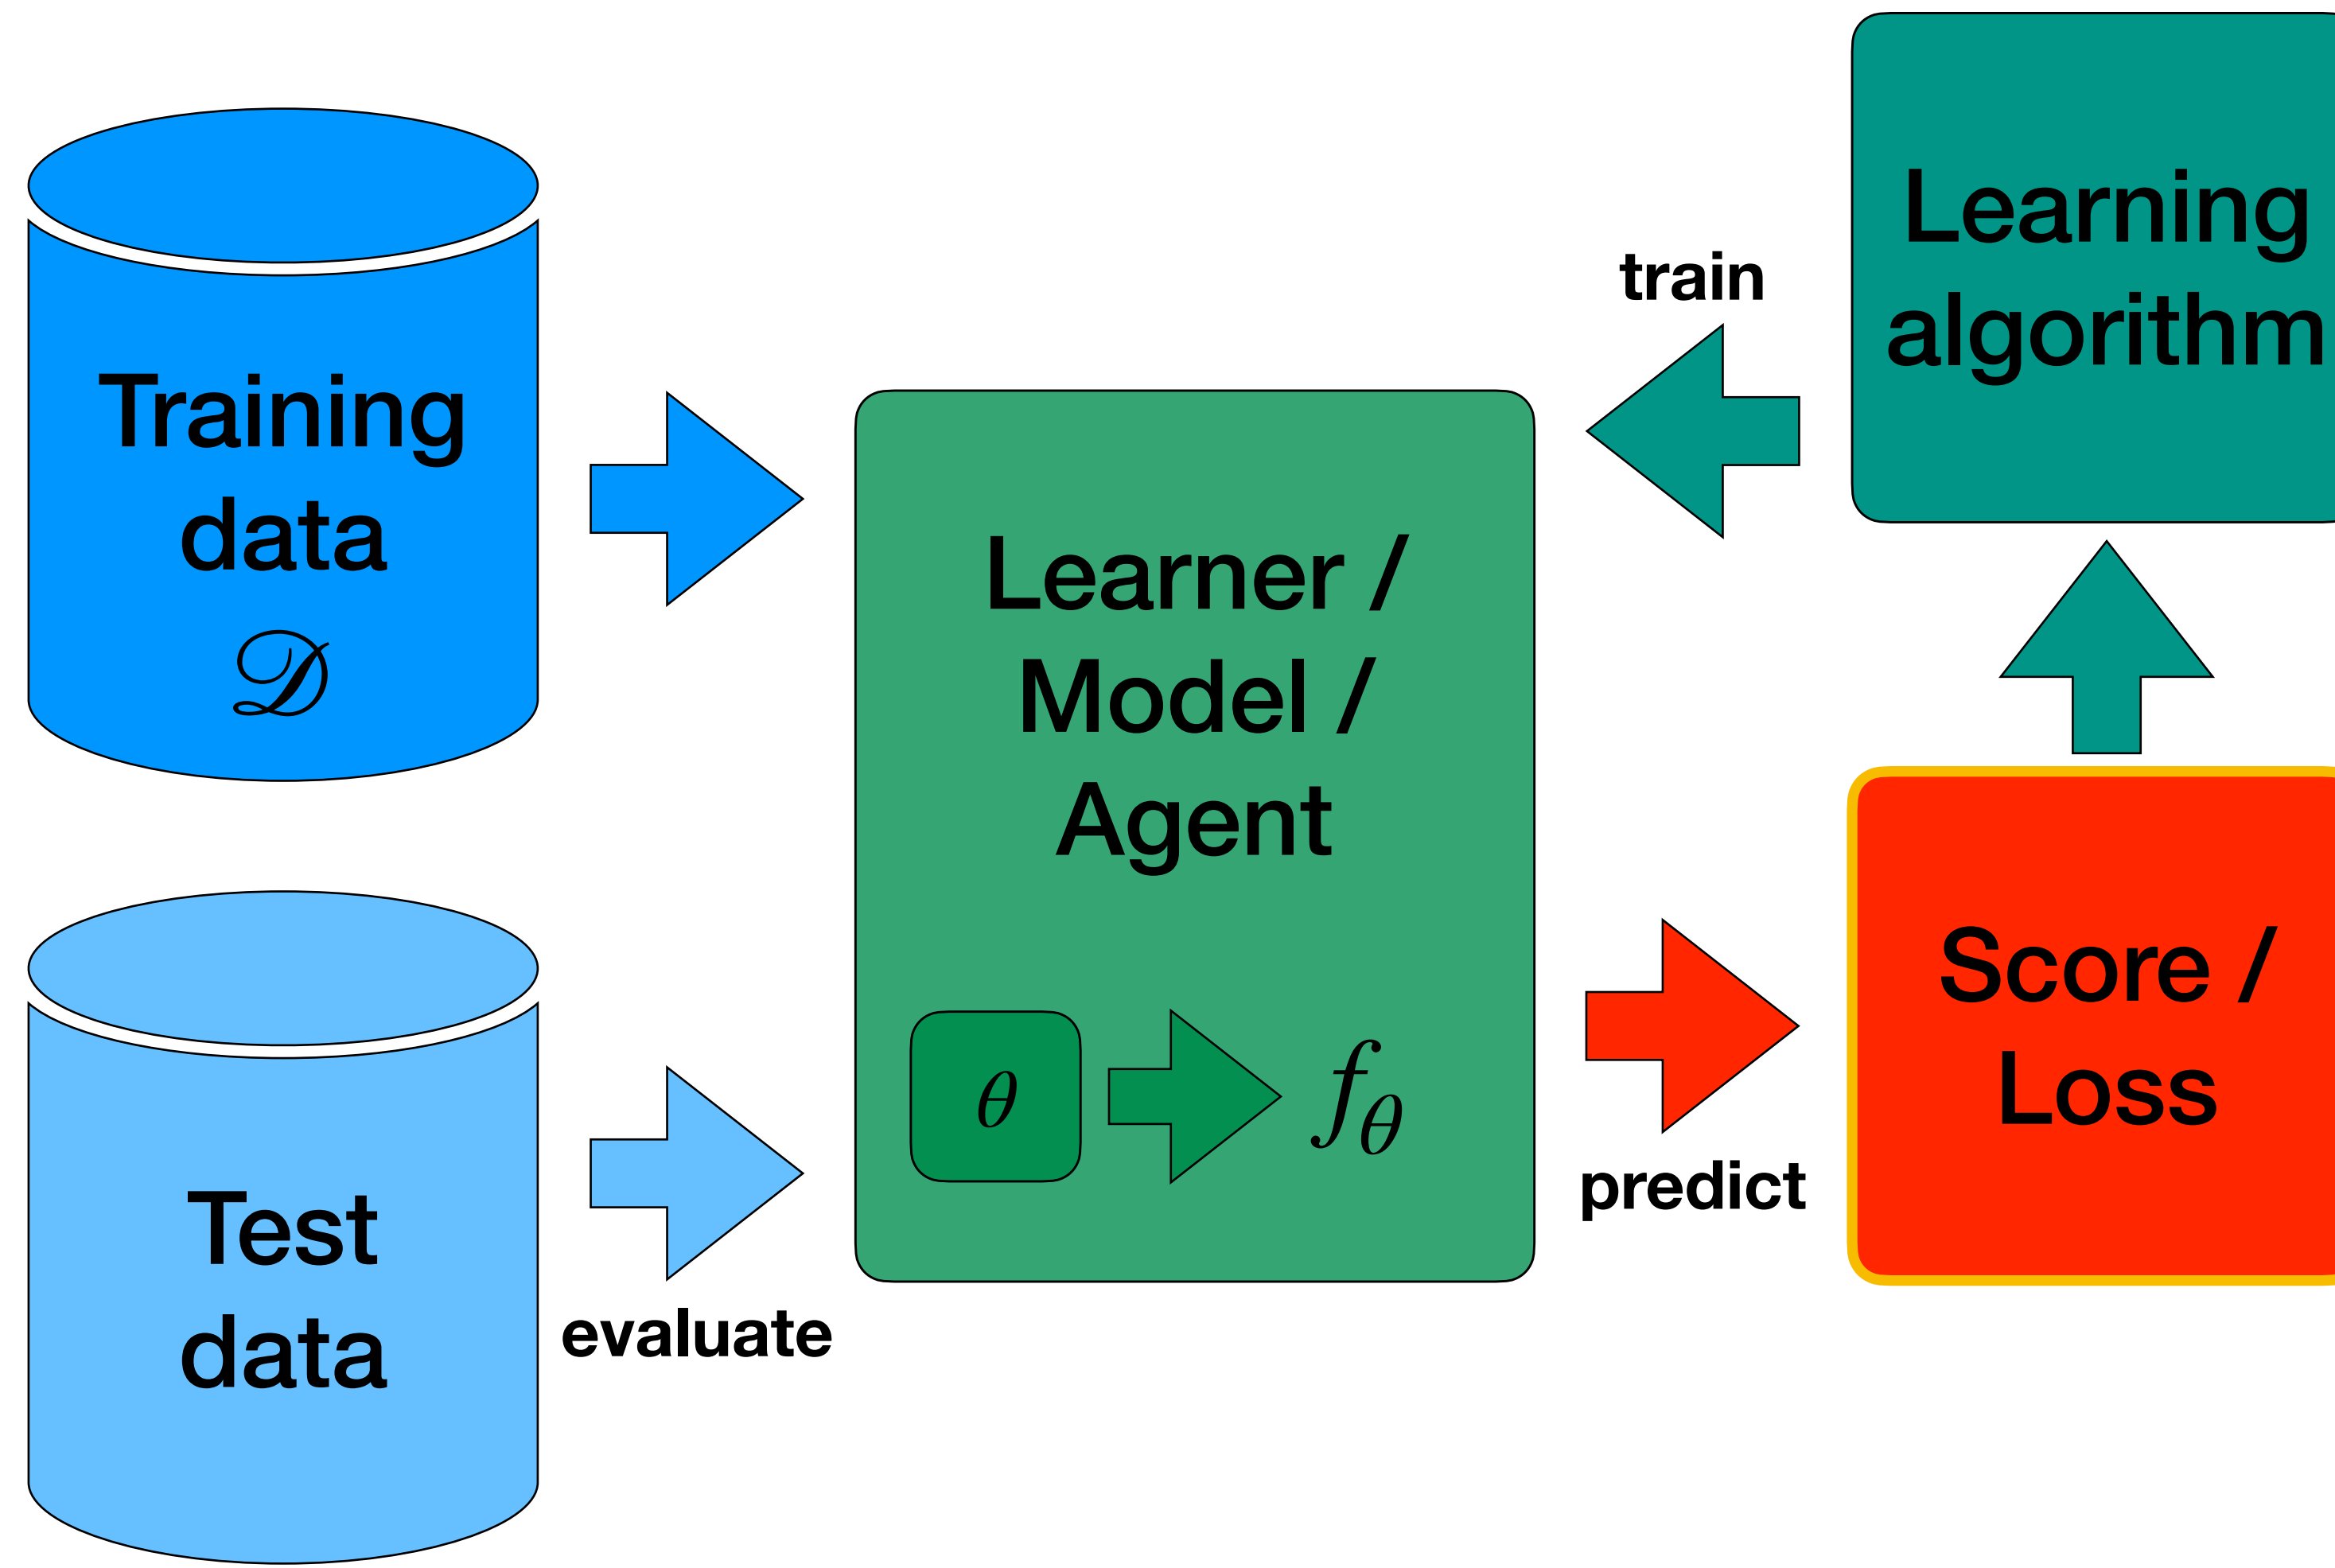 Training
data
𝒟
Test
data
evaluate
Learner /
Model /
Agent
θ
f_θ
train
predict
Learning
algorithm
Score /
Loss